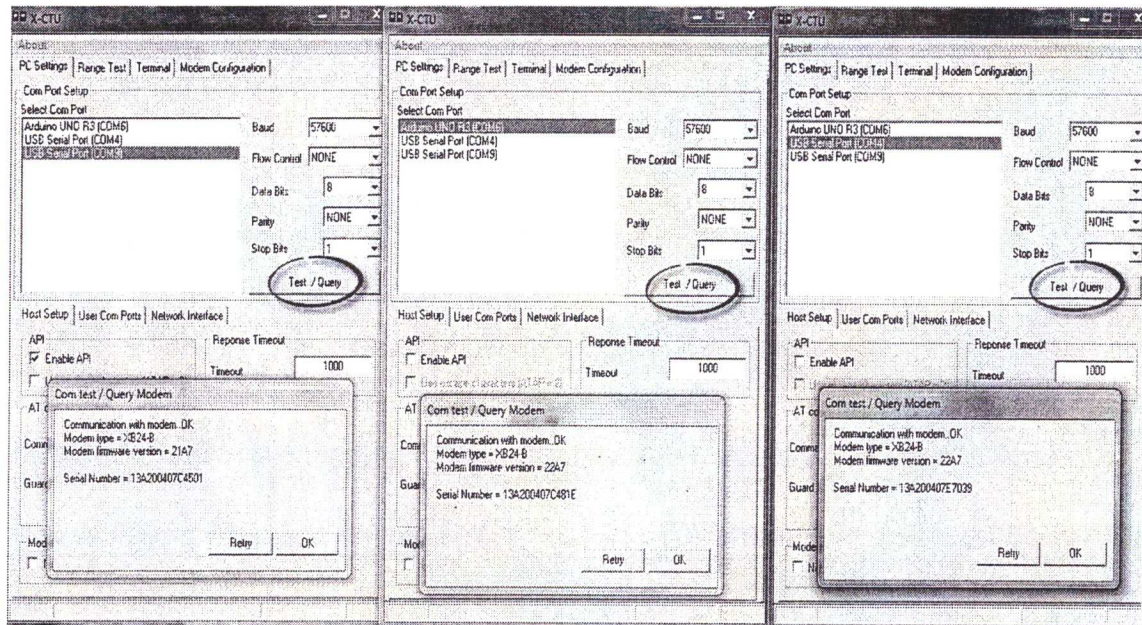 X-CTU
About
PC Settings Range Test Terminal Modem Configuration
Com Port Setup
Select Com Port
Arduino UNO R3 (COM6)
USB Serial Port (COM4)
USB Serial Port (COM9)
Baud 57600
Flow Control NONE
Data Bits 8
Parity NONE
Stop Bits 1
Test / Query
Host Setup User Com Ports Network Interface
API
Enable API
Reponse Timeout
Timeout 1000
AT
Com test / Query Modem
Communication with modem..OK
Modem type = XB24-B
Modem firmware version = 21A7
Serial Number = 13A200407C4501
Retry OK
X-CTU
About
PC Settings Range Test Terminal Modem Configuration
Com Port Setup
Select Com Port
Arduino UNO R3 (COM6)
USB Serial Port (COM4)
USB Serial Port (COM9)
Baud 57600
Flow Control NONE
Data Bits 8
Parity NONE
Stop Bits 1
Test / Query
Host Setup User Com Ports Network Interface
API
Enable API
Use escape characters (ATAP = 2)
Reponse Timeout
Timeout 1000
AT
Com test / Query Modem
Communication with modem..OK
Modem type = XB24-B
Modem firmware version = 22A7
Serial Number = 13A200407C481E
Retry OK
X-CTU
About
PC Settings Range Test Terminal Modem Configuration
Com Port Setup
Select Com Port
Arduino UNO R3 (COM6)
USB Serial Port (COM4)
USB Serial Port (COM9)
Baud 57600
Flow Control NONE
Data Bits 8
Parity NONE
Stop Bits 1
Test / Query
Host Setup User Com Ports Network Interface
API
Enable API
Reponse Timeout
Timeout 1000
AT co
Com test / Query Modem
Communication with modem..OK
Modem type = XB24-B
Modem firmware version = 22A7
Serial Number = 13A200407E7039
Retry OK